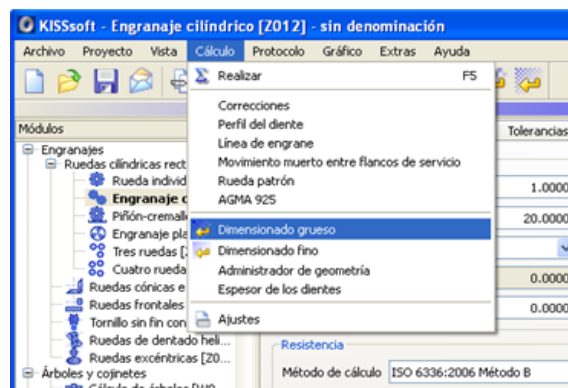 KISSsoft - Engranaje cilíndrico [Z012] - sin denominación
Archivo Proyecto Vista Cálculo Protocolo Gráfico Extras Ayuda
Realizar F5
Correcciones
Perfil del diente
Línea de engrane
Movimiento muerto entre flancos de servicio
Rueda patrón
AGMA 925
Dimensionado grueso
Dimensionado fino
Administrador de geometría
Espesor de los dientes
Ajustes
Módulos
Engranajes
Ruedas cilíndricas rect
Rueda individ
Engranaje c
Piñón-cremall
Engranaje pla
Tres ruedas [
Cuatro rueda
Ruedas cónicas e
Ruedas frontales
Tornillo sin fin con
Ruedas de dentado heli...
Ruedas excéntricas [Z0...
Árboles y cojinetes
Tolerancias
1.0000
20.0000
0.0000
0.0000
Resistencia
Método de cálculo ISO 6336:2006 Método B